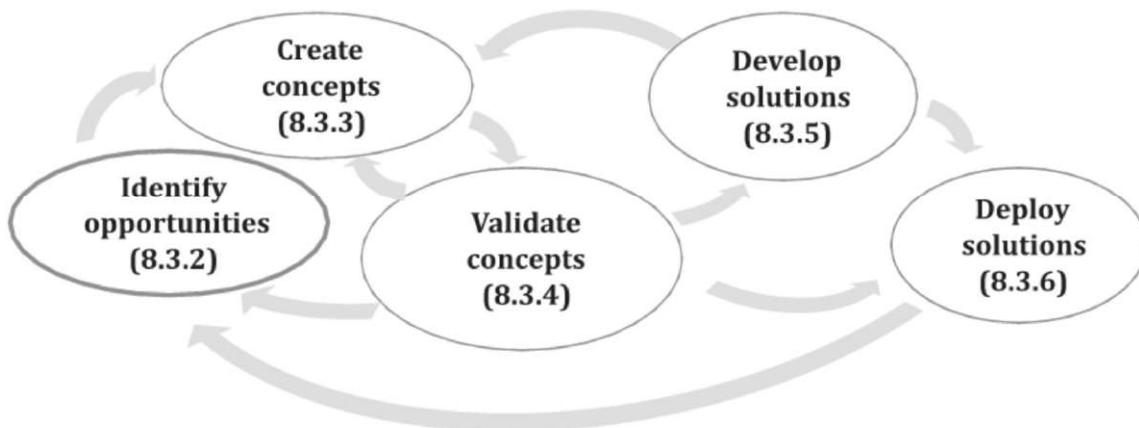 Create
concepts
(8.3.3)
Develop
solutions
(8.3.5)
Identify
opportunities
(8.3.2)
Validate
concepts
(8.3.4)
Deploy
solutions
(8.3.6)